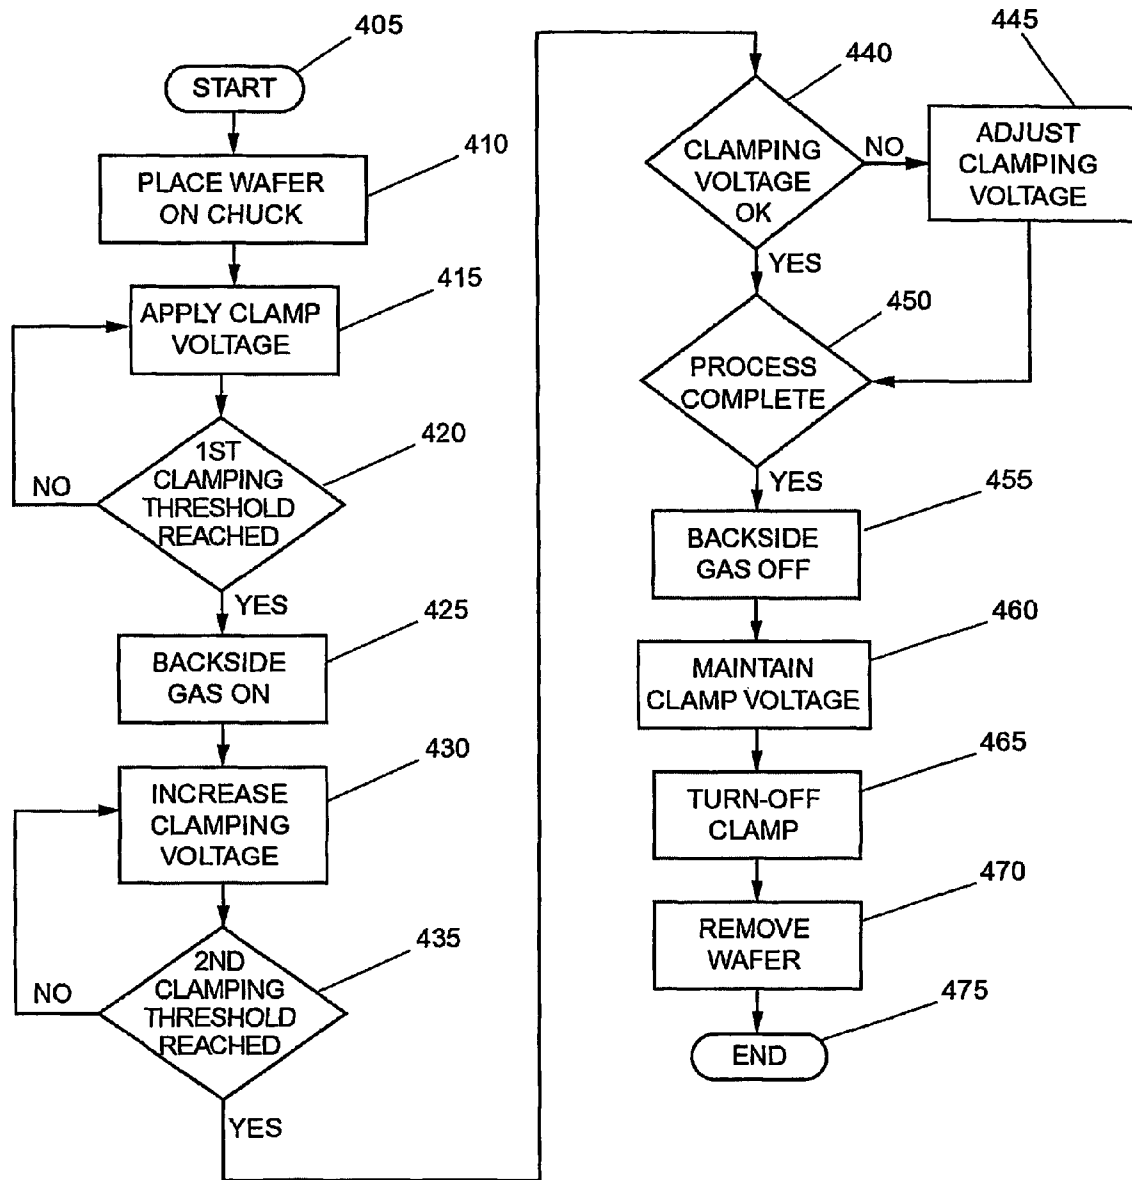 405
START
410
PLACE WAFER
ON CHUCK
415
APPLY CLAMP
VOLTAGE
420
1ST
CLAMPING
THRESHOLD
REACHED
NO
YES
425
BACKSIDE
GAS ON
430
INCREASE
CLAMPING
VOLTAGE
435
2ND
CLAMPING
THRESHOLD
REACHED
NO
YES
440
CLAMPING
VOLTAGE
OK
NO
445
ADJUST
CLAMPING
VOLTAGE
YES
450
PROCESS
COMPLETE
YES
455
BACKSIDE
GAS OFF
460
MAINTAIN
CLAMP VOLTAGE
465
TURN-OFF
CLAMP
470
REMOVE
WAFER
475
END